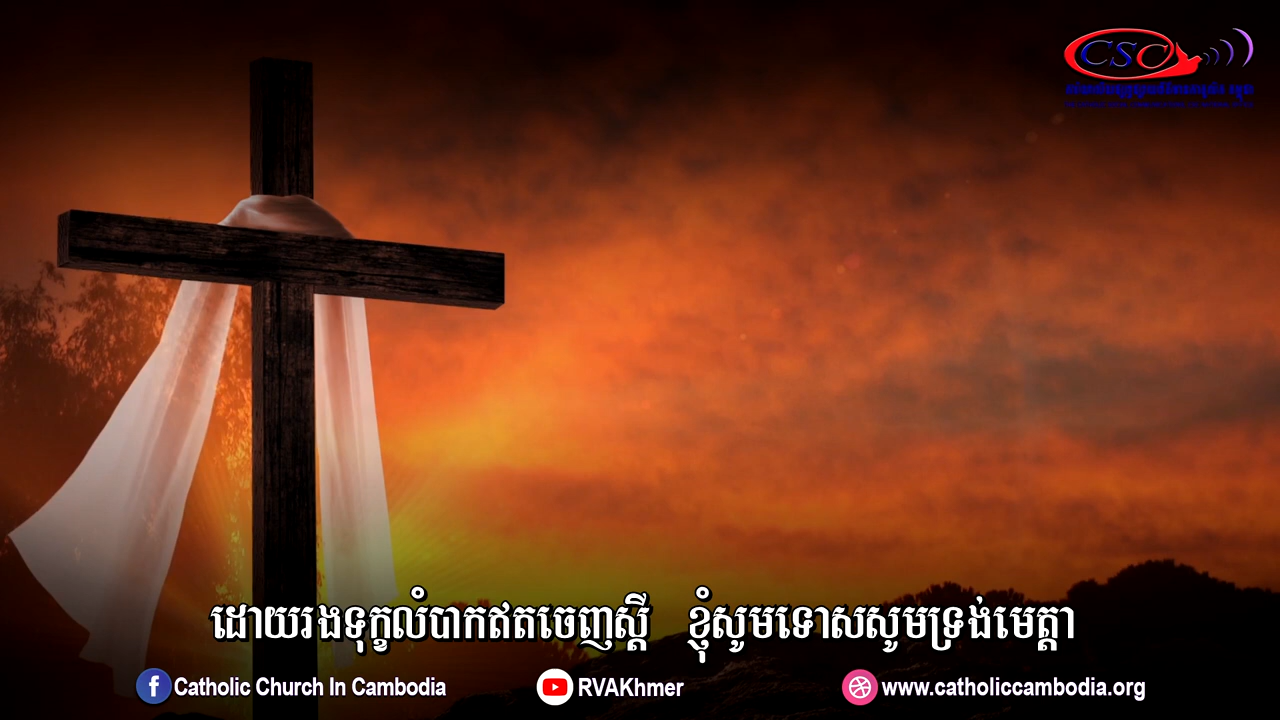 CSC
ដោយរងទុក្ខលំបាកឥតចេញស្ដី ខ្ញុំសូមទោសសូមទ្រង់មេត្តា
Catholic Church In Cambodia
RVAKhmer
www.catholiccambodia.org